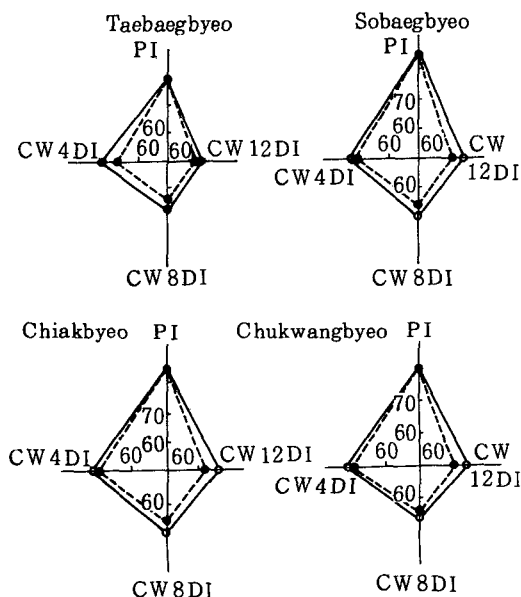 Taebaegbyeo
PI
60
60 60
CW4DI CW12DI
CW8DI
Sobaegbyeo
PI
70
60
60 60
CW4DI CW
12DI
60
CW8DI
Chiakbyeo
PI
70
60
60 60
CW4DI CW12DI
60
CW8DI
Chukwangbyeo
PI
70
60
60 60
CW4DI CW
12DI
60
CW8DI